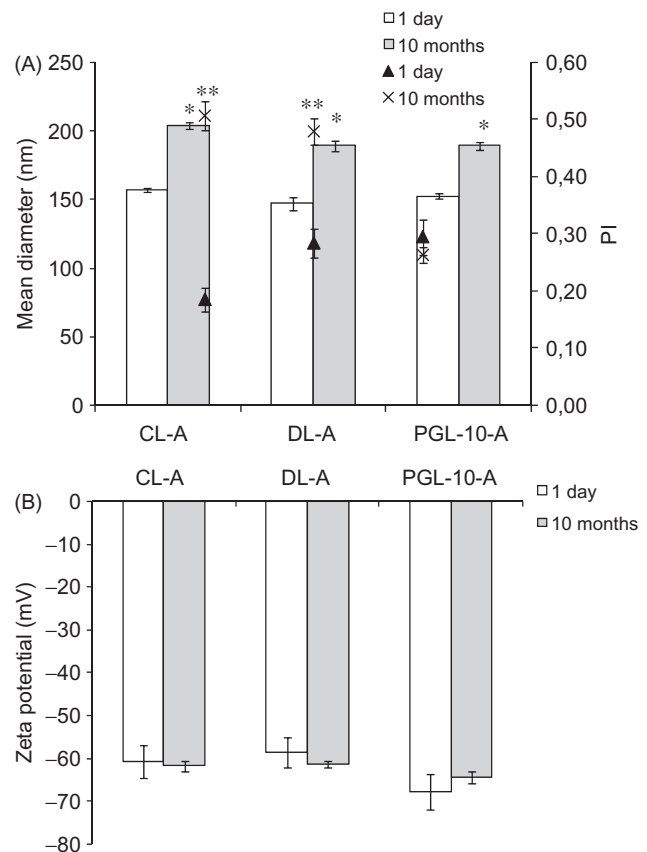 1 day
10 months
1 day
10 months
(A)
250
200
150
100
50
0
Mean diameter (nm)
0,60
0,50
0,40
0,30
0,20
0,10
0,00
PI
* ** ** * *
CL-A DL-A PGL-10-A
CL-A DL-A PGL-10-A
(B)
1 day
10 months
0
–10
–20
–30
–40
–50
–60
–70
–80
Zeta potential (mV)